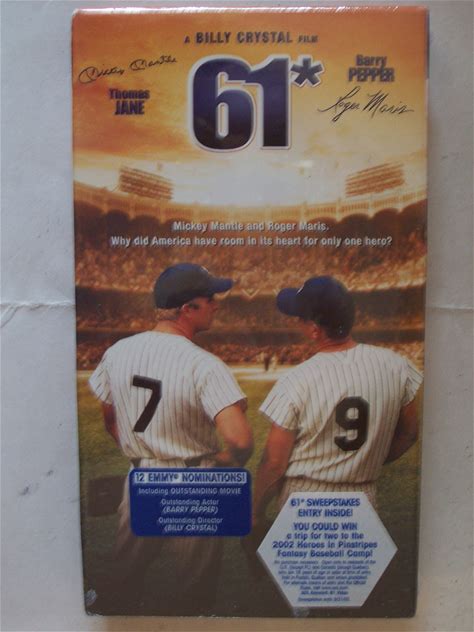 A BILLY CRYSTAL FILM
Mickey Mantle
Thomas
JANE
61*
Barry
PEPPER
Roger Maris
Mickey Mantle and Roger Maris.
Why did America have room in its heart for only one hero?
7
9
12 EMMY® NOMINATIONS!
Including OUTSTANDING MOVIE
Outstanding Actor
(BARRY PEPPER)
Outstanding Director
(BILLY CRYSTAL)
61* SWEEPSTAKES
ENTRY INSIDE!
YOU COULD WIN
a trip for two to the
2002 Heroes in Pinstripes
Fantasy Baseball Camp!